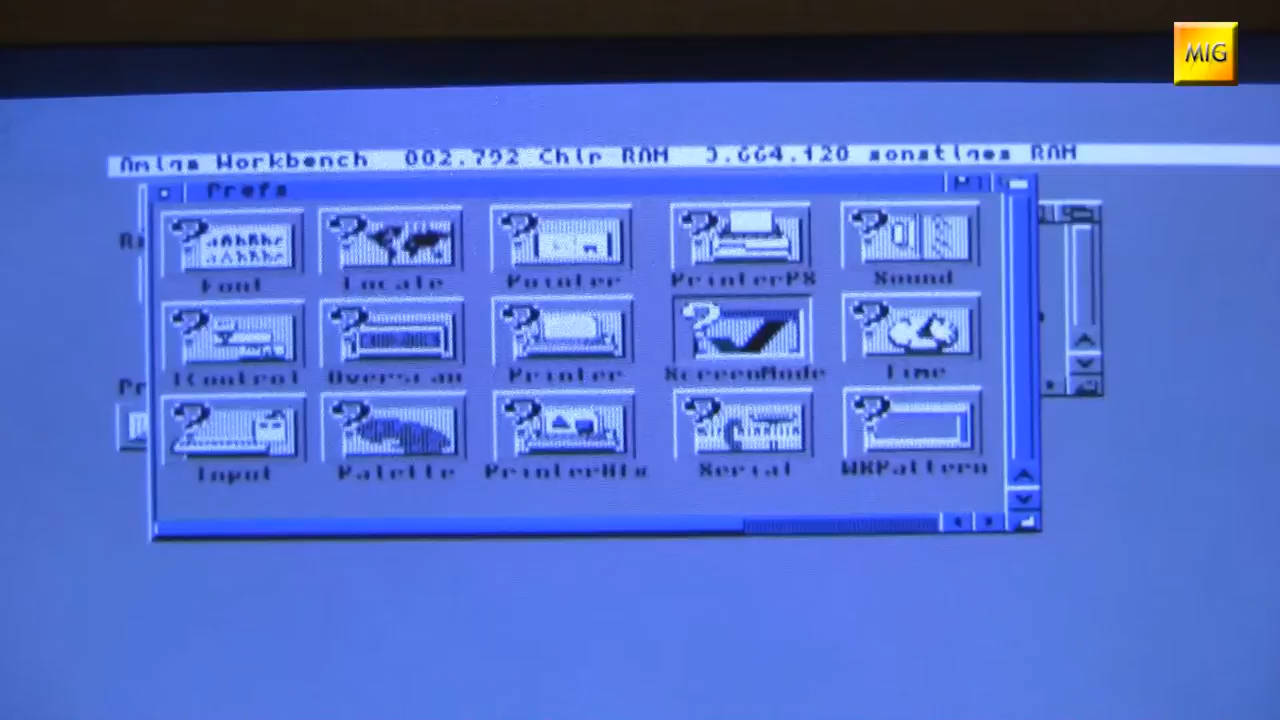 MIG
Amiga Workbench 002.792 Chip RAM 3.664.120 sonstiges RAM
Prefs
Font Locale Pointer PrinterPS Sound
IControl Overscan Printer ScreenMode Time
Input Palette PrinterGfx Serial WBPattern